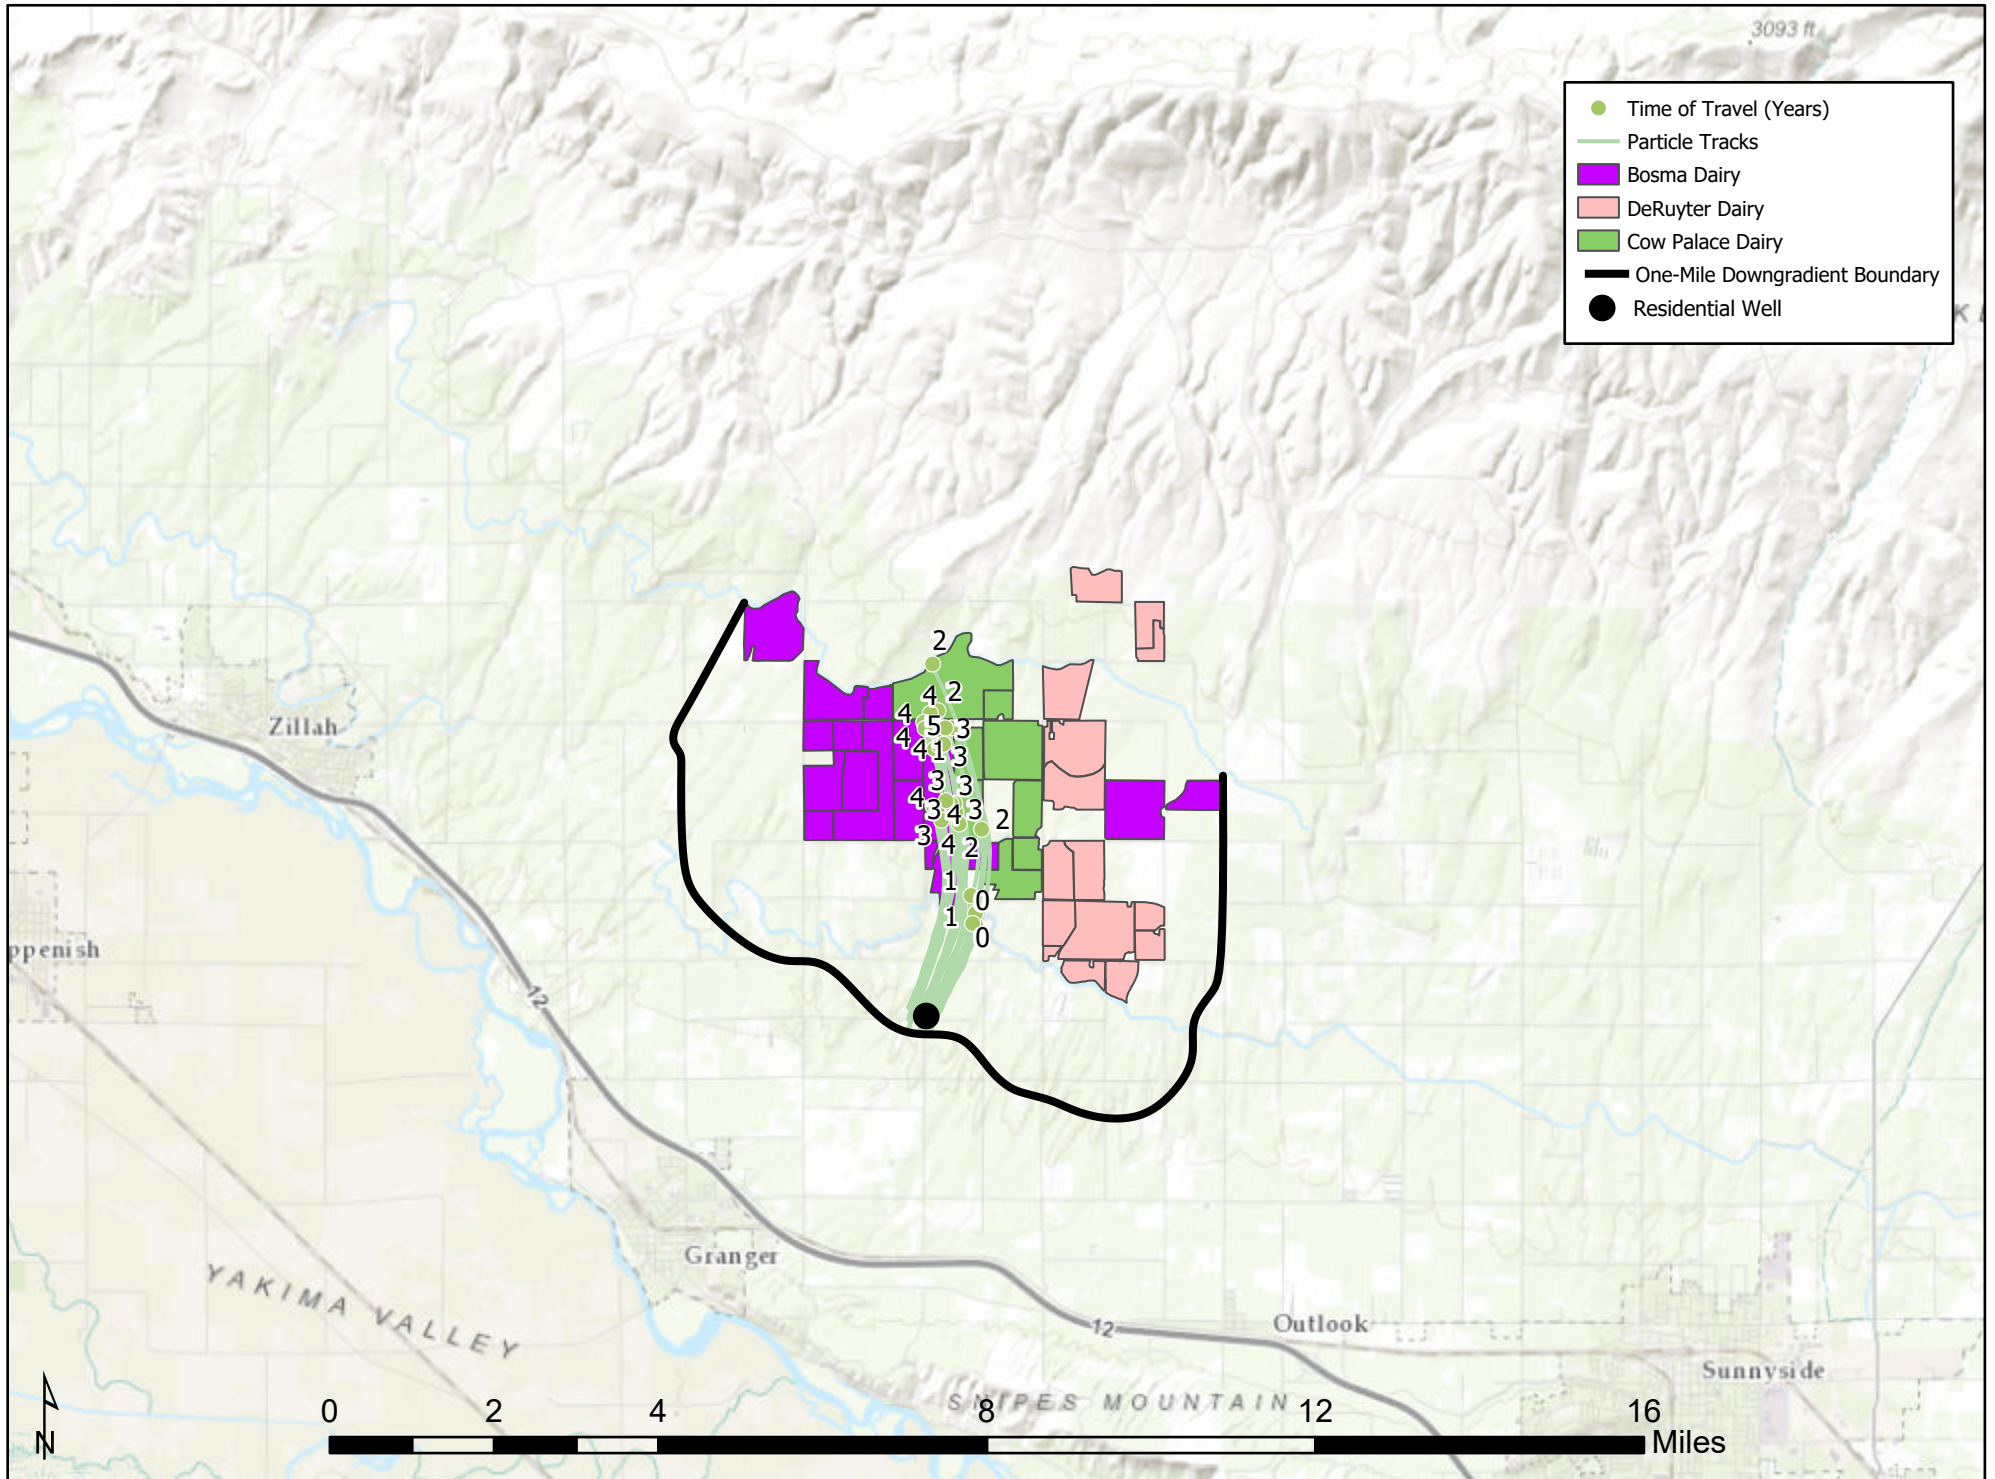 3093 ft
Time of Travel (Years)
Particle Tracks
Bosma Dairy
DeRuyter Dairy
Cow Palace Dairy
One-Mile Downgradient Boundary
Residential Well
K
2
4
2
4
5
3
4
4
1
3
3
3
4
3
4
3
2
3
4
2
1
0
1
0
Zillah
ppenish
12
Granger
YAKIMA VALLEY
12
Outlook
Sunnyside
SNIPES MOUNTAIN
0
2
4
8
12
16
Miles
N